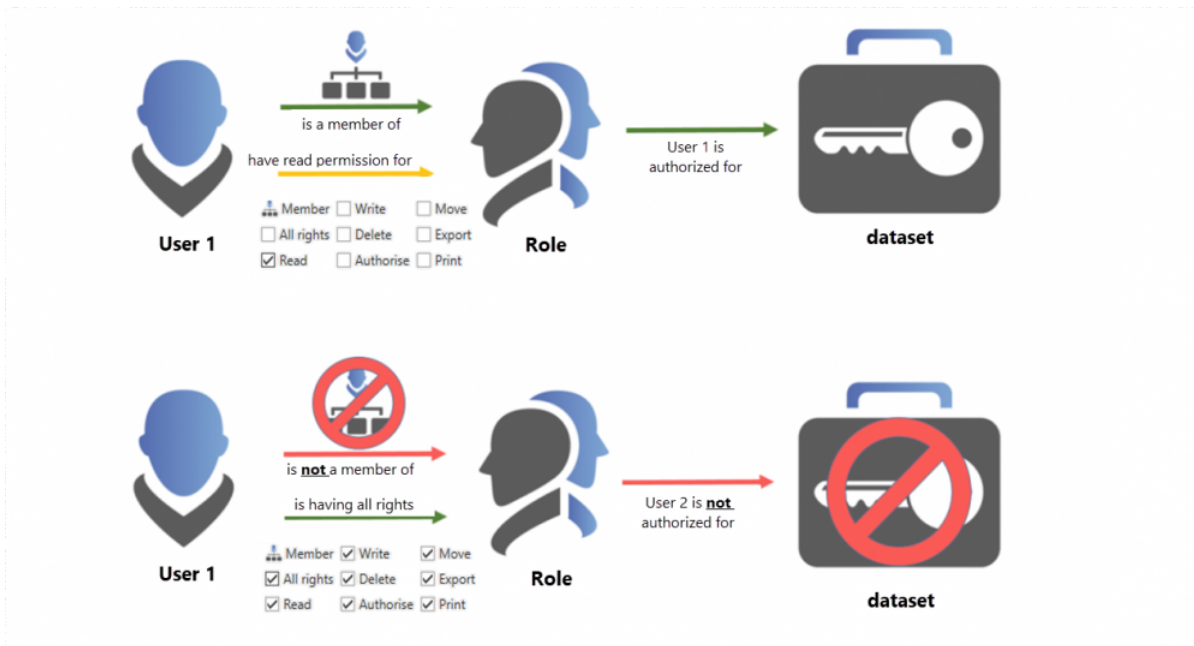 is a member of
have read permission for
Member Write Move
All rights Delete Export
Read Authorise Print
User 1
Role
User 1 is
authorized for
dataset
is not a member of
is having all rights
Member Write Move
All rights Delete Export
Read Authorise Print
User 1
Role
User 2 is not
authorized for
dataset